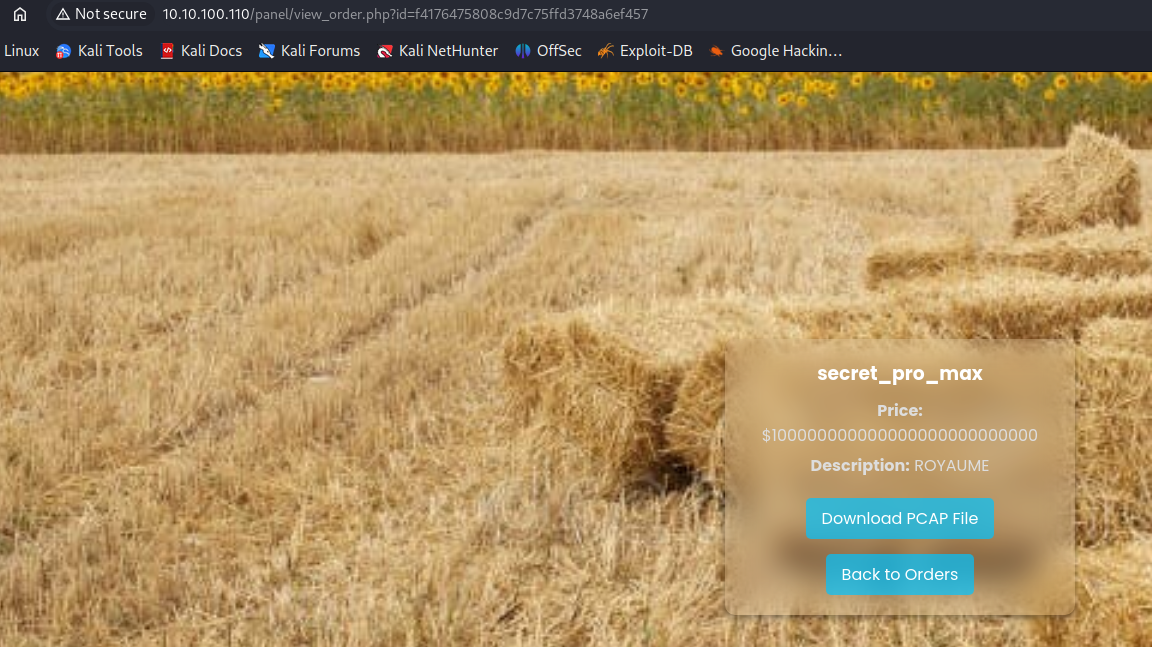 Not secure 10.10.100.110/panel/view_order.php?id=f4176475808c9d7c75ffd3748a6ef457
Linux Kali Tools Kali Docs Kali Forums Kali NetHunter OffSec Exploit-DB Google Hackin…
secret_pro_max
Price:
$1000000000000000000000000000
Description: ROYAUME
Download PCAP File
Back to Orders